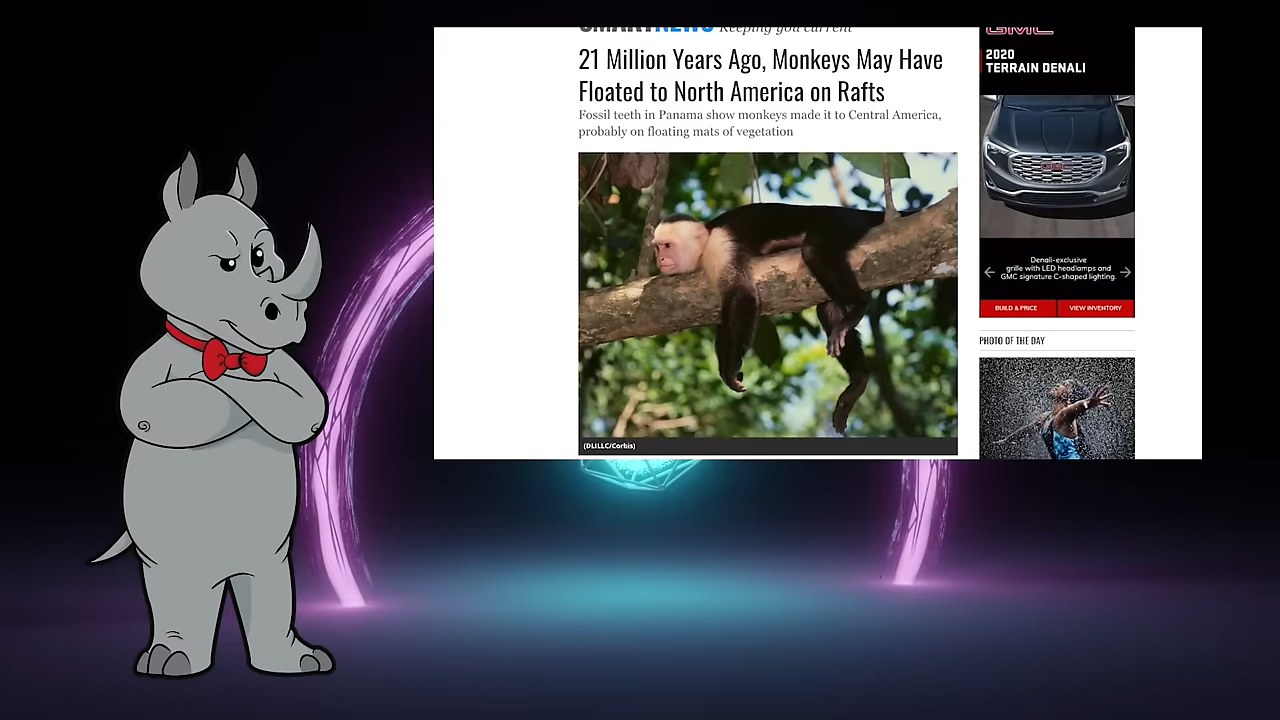 SMARTNEWS Keeping you current
21 Million Years Ago, Monkeys May Have
Floated to North America on Rafts
Fossil teeth in Panama show monkeys made it to Central America,
probably on floating mats of vegetation
(DLILLC/Corbis)
GMC
2020
TERRAIN DENALI
GMC
Denali-exclusive
grille with LED headlamps and
GMC signature C-shaped lighting.
BUILD & PRICE
VIEW INVENTORY
PHOTO OF THE DAY